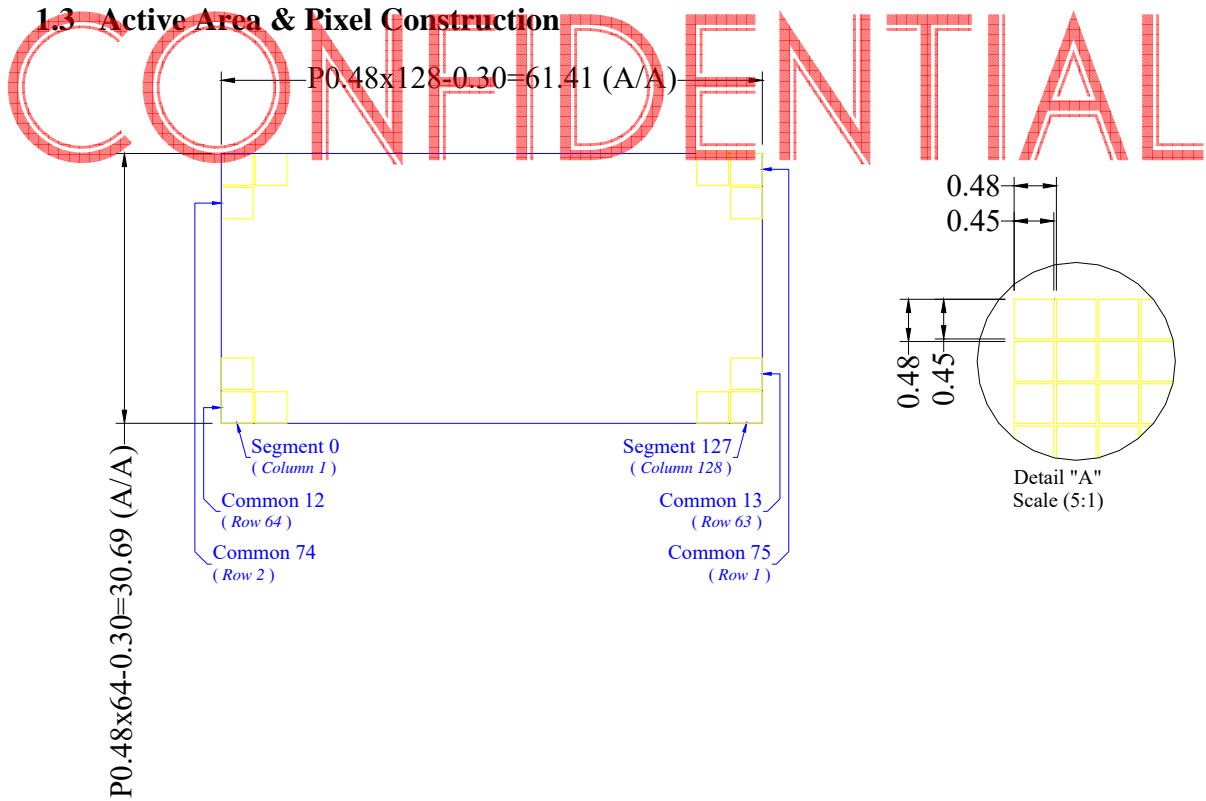 1.3 Active Area & Pixel Construction
CONFIDENTIAL
P0.48x128-0.30=61.41 (A/A)
P0.48x64-0.30=30.69 (A/A)
Segment 0
( Column 1 )
Segment 127
( Column 128 )
Common 12
( Row 64 )
Common 13
( Row 63 )
Common 74
( Row 2 )
Common 75
( Row 1 )
0.48
0.45
0.48
0.45
Detail "A"
Scale (5:1)